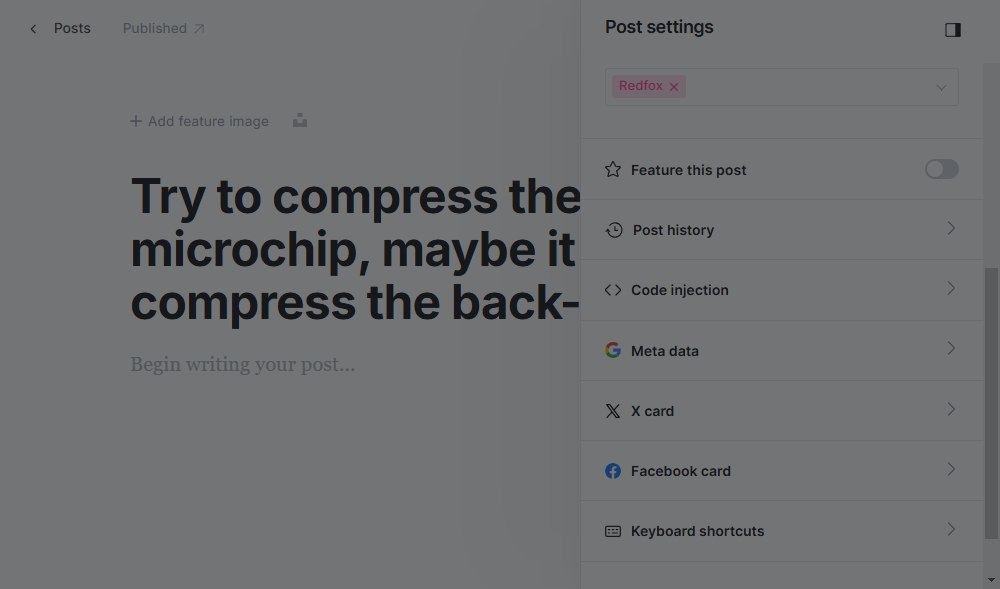 Posts
Published
Post settings
Redfox
Add feature image
Try to compress the
microchip, maybe it
compress the back-
Begin writing your post...
Feature this post
Post history
Code injection
Meta data
X card
Facebook card
Keyboard shortcuts